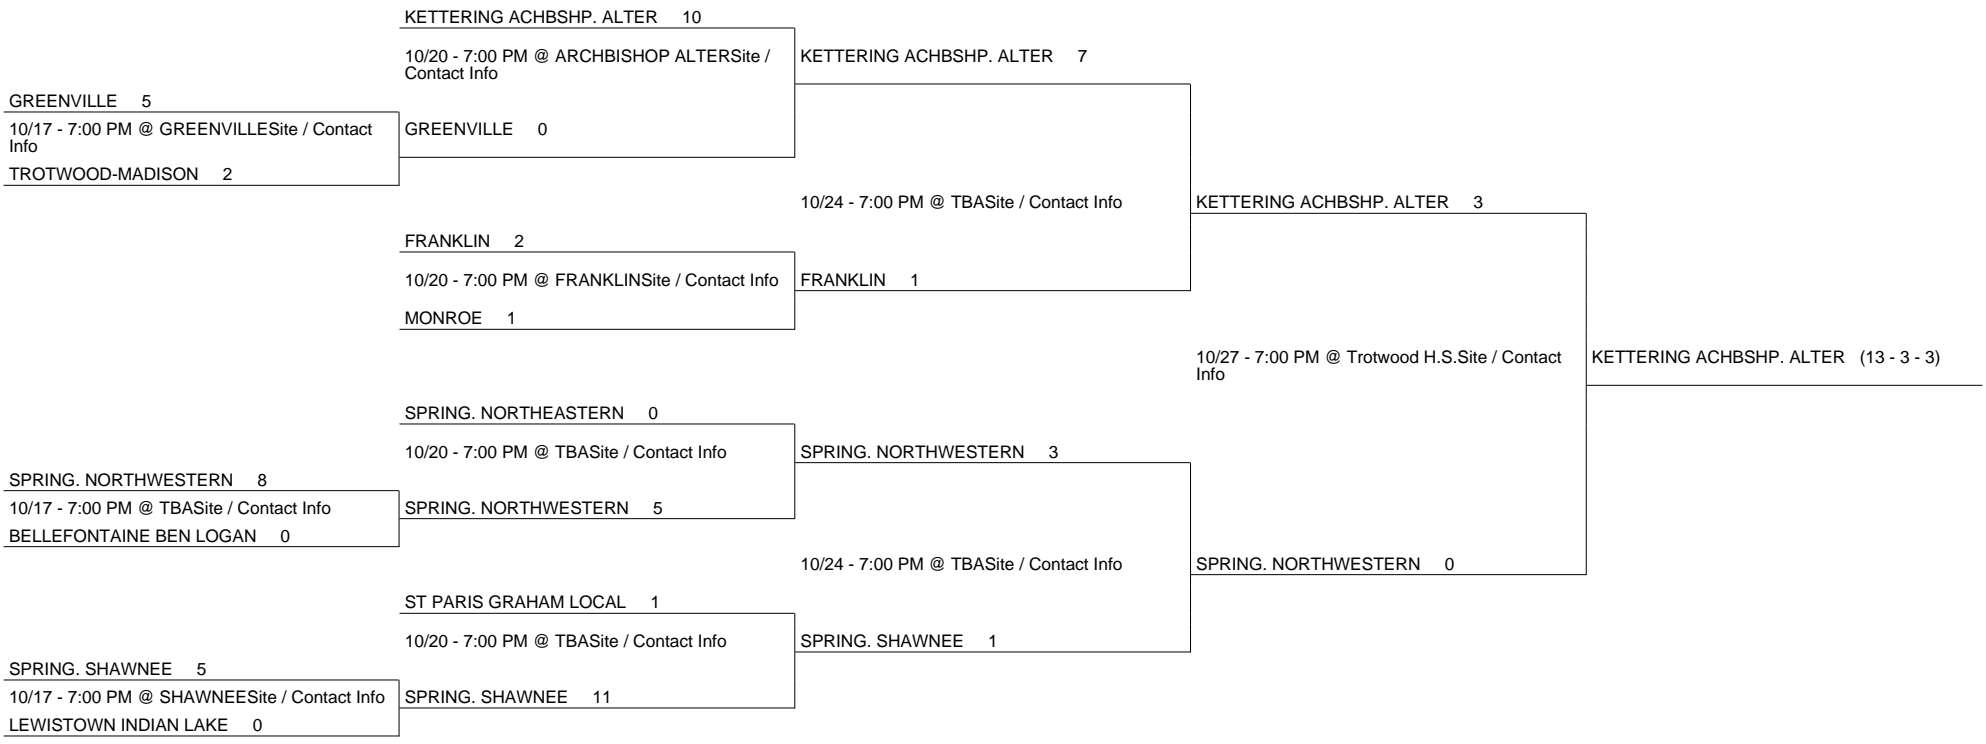 KETTERING ACHBSHP. ALTER 10
10/20 - 7:00 PM @ ARCHBISHOP ALTERSite /
Contact Info
KETTERING ACHBSHP. ALTER 7
GREENVILLE 5
10/17 - 7:00 PM @ GREENVILLESite / Contact
Info
GREENVILLE 0
TROTWOOD-MADISON 2
10/24 - 7:00 PM @ TBASite / Contact Info
KETTERING ACHBSHP. ALTER 3
FRANKLIN 2
10/20 - 7:00 PM @ FRANKLINSite / Contact Info
FRANKLIN 1
MONROE 1
10/27 - 7:00 PM @ Trotwood H.S.Site / Contact
Info
KETTERING ACHBSHP. ALTER (13 - 3 - 3)
SPRING. NORTHEASTERN 0
10/20 - 7:00 PM @ TBASite / Contact Info
SPRING. NORTHWESTERN 3
SPRING. NORTHWESTERN 8
10/17 - 7:00 PM @ TBASite / Contact Info
SPRING. NORTHWESTERN 5
BELLEFONTAINE BEN LOGAN 0
10/24 - 7:00 PM @ TBASite / Contact Info
SPRING. NORTHWESTERN 0
ST PARIS GRAHAM LOCAL 1
10/20 - 7:00 PM @ TBASite / Contact Info
SPRING. SHAWNEE 1
SPRING. SHAWNEE 5
10/17 - 7:00 PM @ SHAWNEESite / Contact Info
SPRING. SHAWNEE 11
LEWISTOWN INDIAN LAKE 0